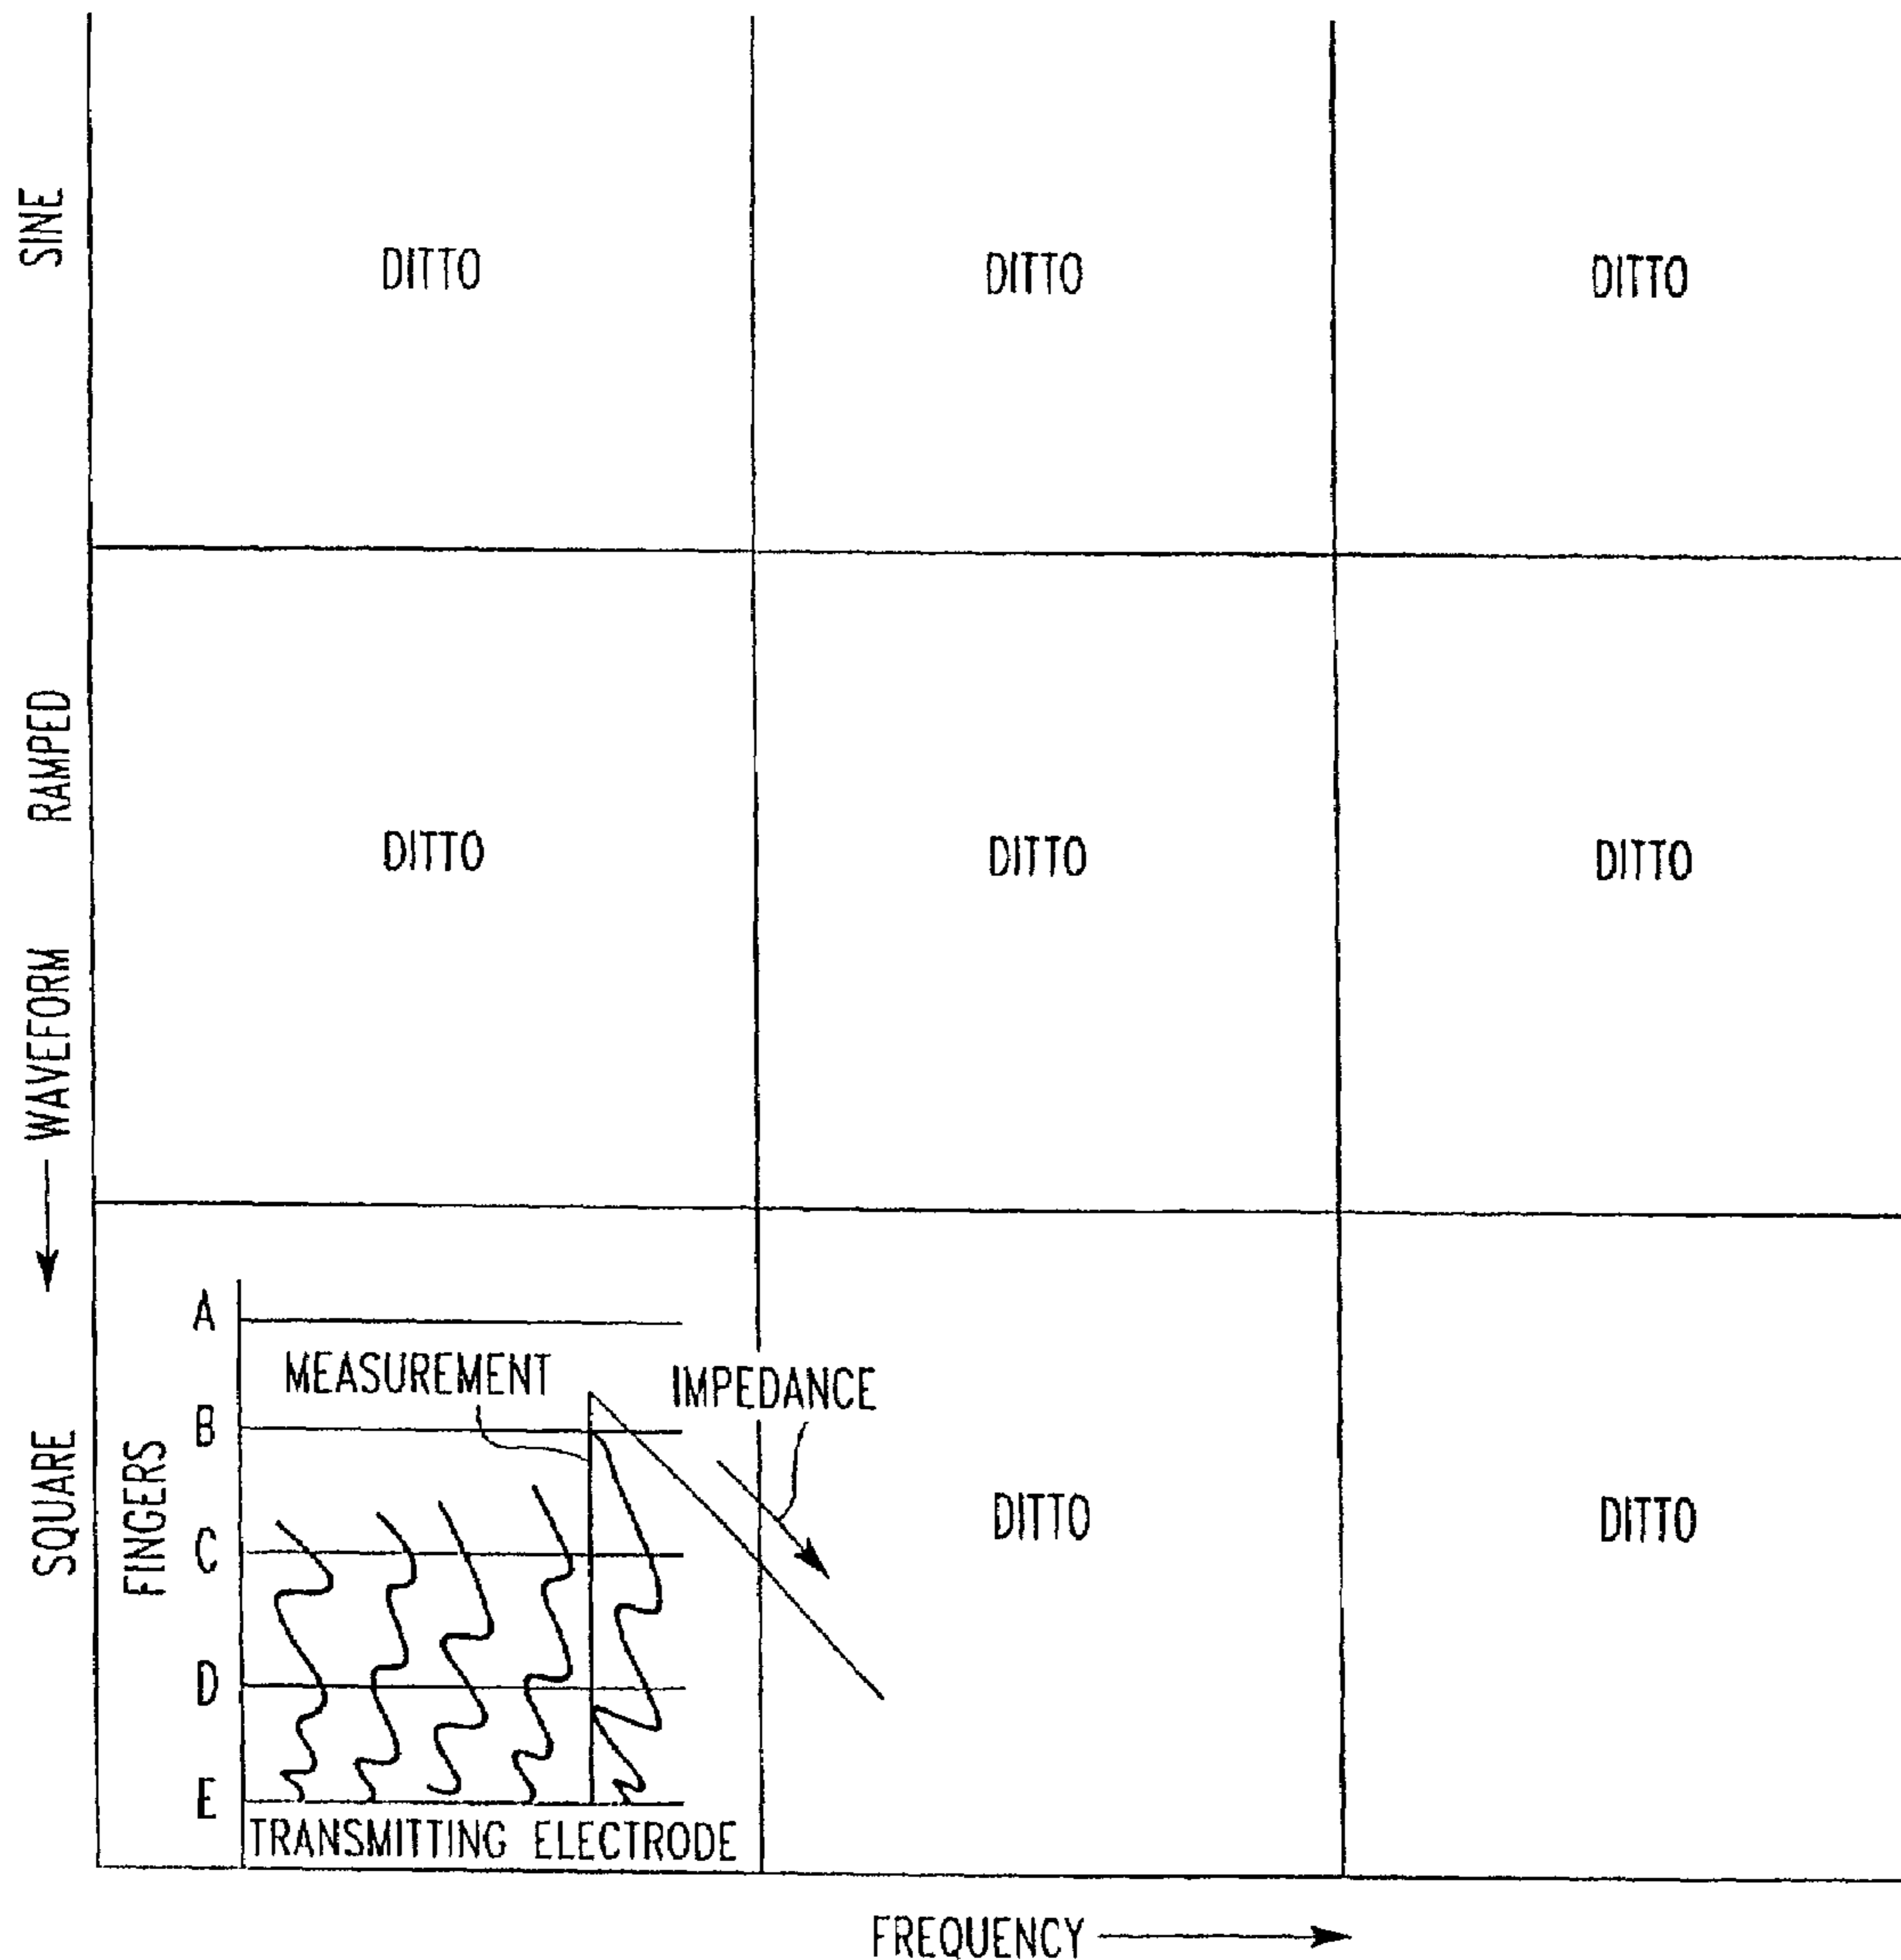 SINE
DITTO
DITTO
DITTO
RAMPED
DITTO
DITTO
DITTO
WAVEFORM
SQUARE
FINGERS
A
MEASUREMENT
IMPEDANCE
B
C
D
E
TRANSMITTING ELECTRODE
DITTO
DITTO
FREQUENCY